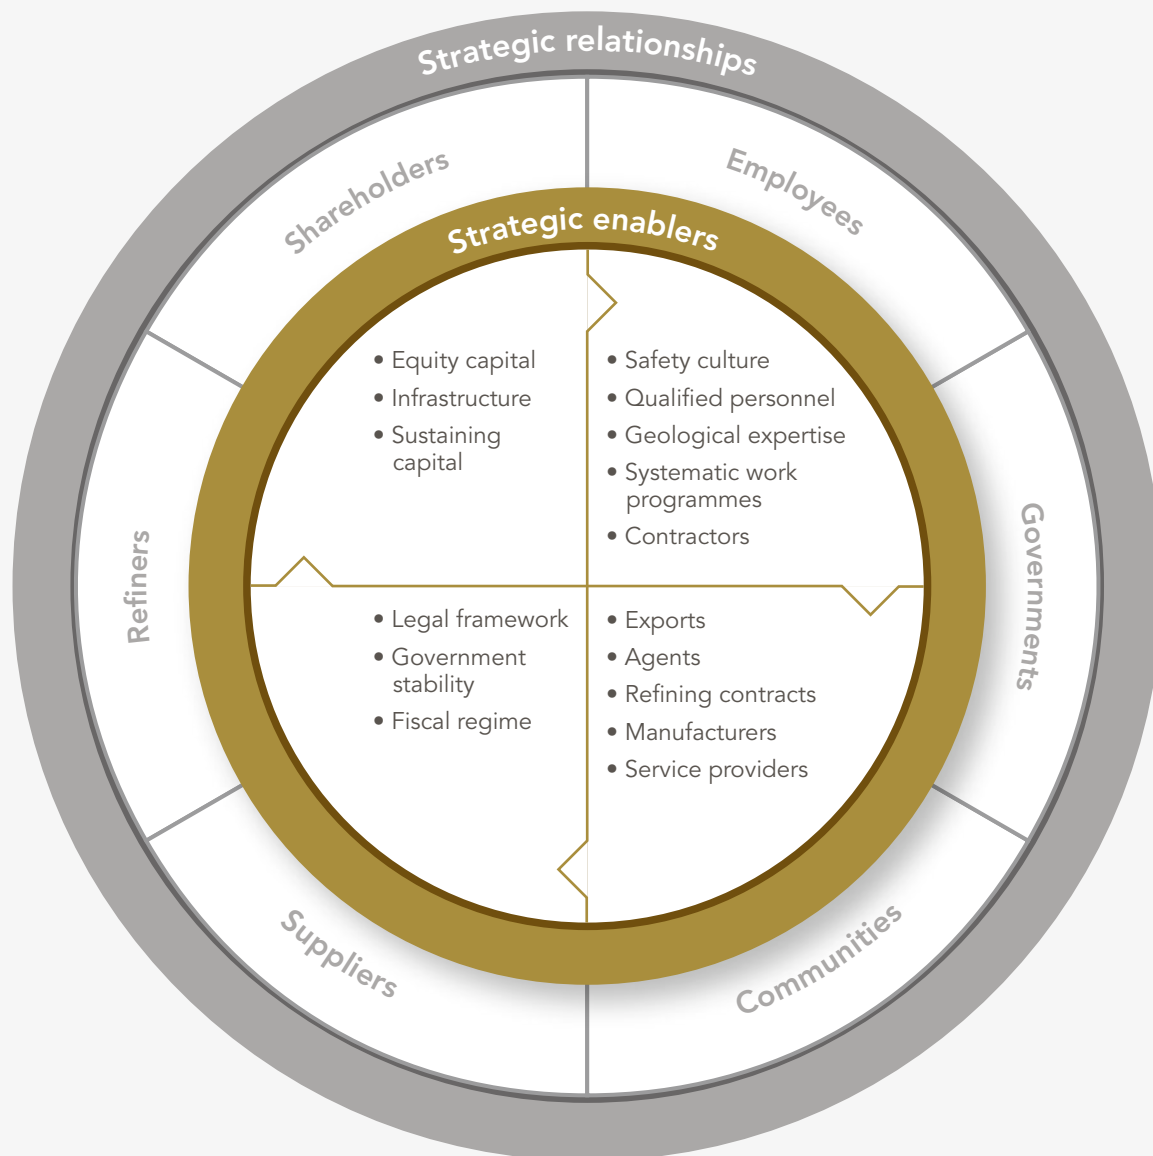 Strategic relationships
Shareholders
Employees
Strategic enablers
• Equity capital
• Infrastructure
• Sustaining
capital
• Safety culture
• Qualified personnel
• Geological expertise
• Systematic work
programmes
• Contractors
Refiners
Governments
• Legal framework
• Government
stability
• Fiscal regime
• Exports
• Agents
• Refining contracts
• Manufacturers
• Service providers
Suppliers
Communities